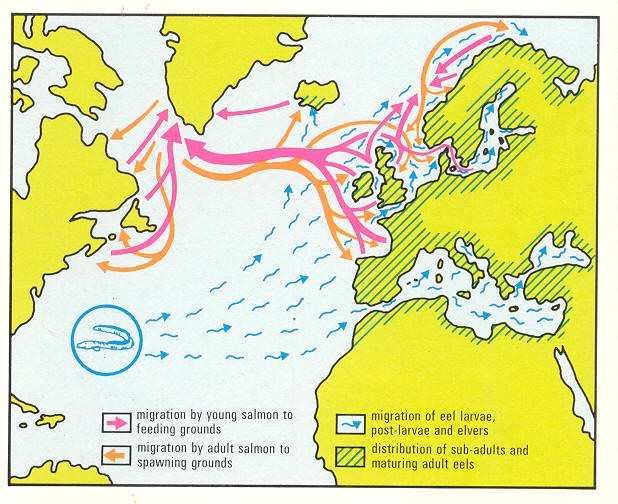 migration by young salmon to
feeding grounds
migration by adult salmon to
spawning grounds
migration of eel larvae,
post-larvae and elvers
distribution of sub-adults and
maturing adult eels